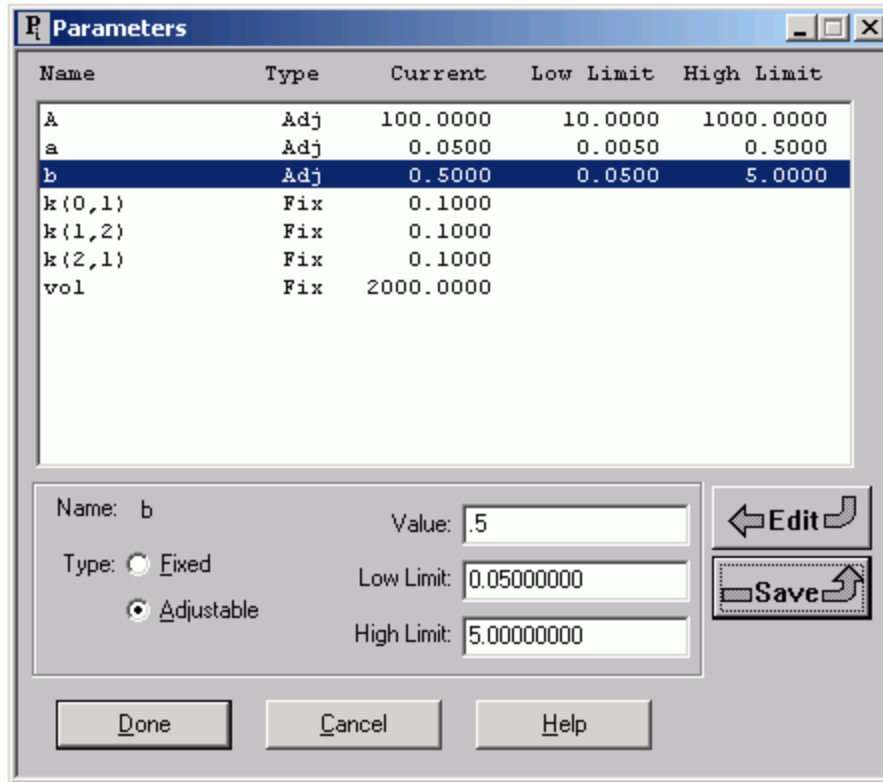 Pi Parameters
Name Type Current Low Limit High Limit
A Adj 100.0000 10.0000 1000.0000
a Adj 0.0500 0.0050 0.5000
b Adj 0.5000 0.0500 5.0000
k(0,1) Fix 0.1000
k(1,2) Fix 0.1000
k(2,1) Fix 0.1000
vol Fix 2000.0000
Name: b
Value: .5
Edit
Type: Fixed
Low Limit: 0.05000000
Save
Adjustable
High Limit: 5.00000000
Done Cancel Help